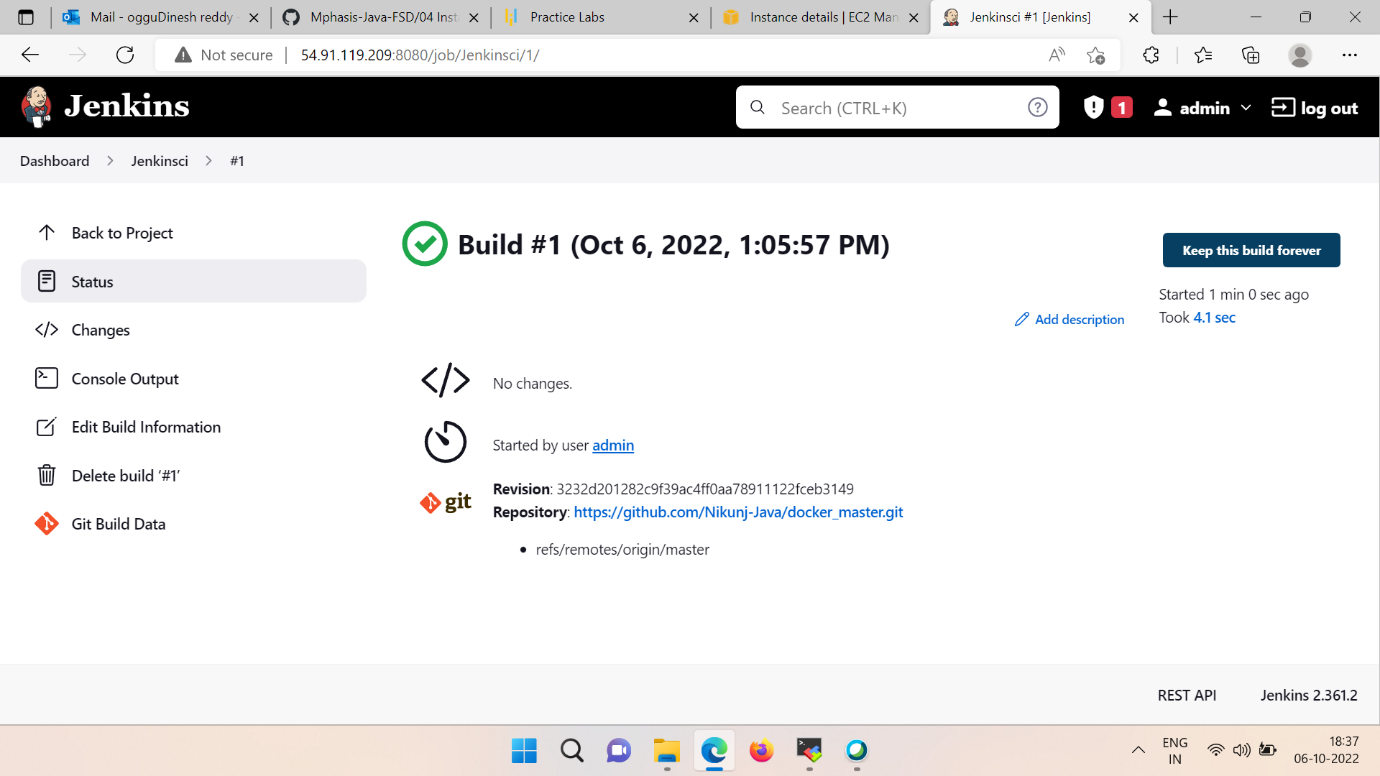 Mail - ogguDinesh reddy
Mphasis-Java-FSD/04 Inst
Practice Labs
Instance details | EC2 Man
Jenkinsci #1 [Jenkins]
Not secure
54.91.119.209:8080/job/Jenkinsci/1/
Jenkins
Search (CTRL+K)
1
admin
log out
Dashboard > Jenkinsci > #1
Back to Project
Status
Changes
Console Output
Edit Build Information
Delete build ‘#1’
Git Build Data
Build #1 (Oct 6, 2022, 1:05:57 PM)
Keep this build forever
Started 1 min 0 sec ago
Took 4.1 sec
Add description
No changes.
Started by user admin
git
Revision: 3232d201282c9f39ac4ff0aa78911122fceb3149
Repository: https://github.com/Nikunj-Java/docker_master.git
• refs/remotes/origin/master
REST API
Jenkins 2.361.2
ENG
IN
18:37
06-10-2022